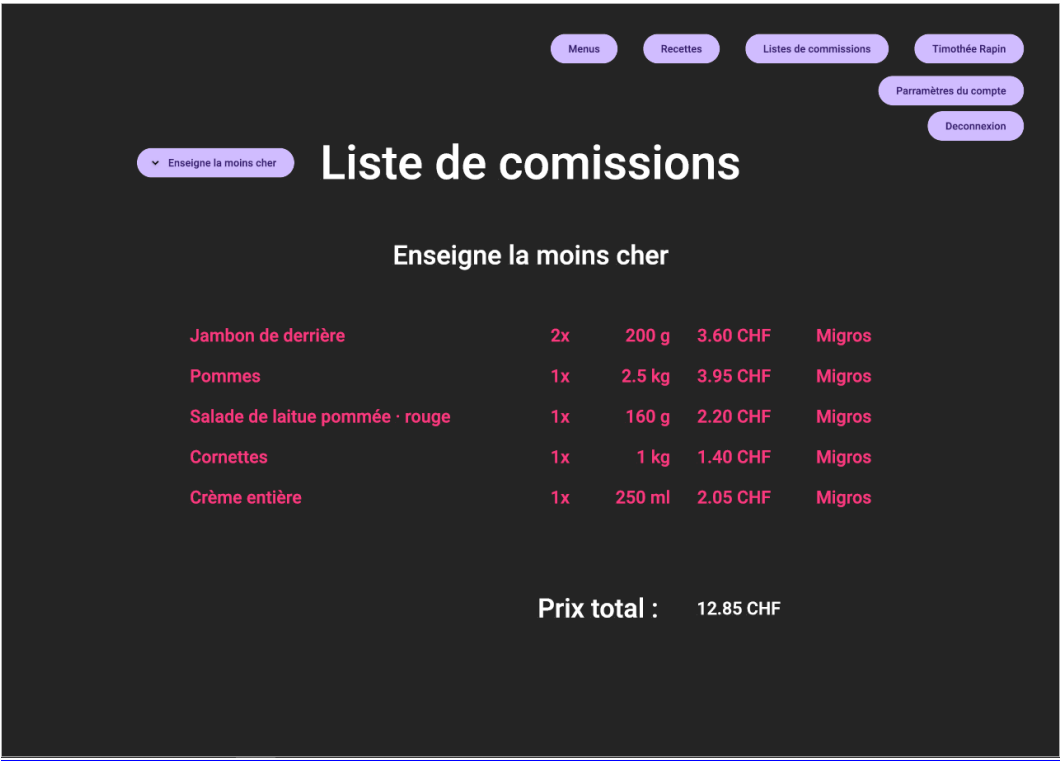 Menus Recettes Listes de commissions Timothée Rapin
Parramètres du compte
Deconnexion
Enseigne la moins cher Liste de comissions
Enseigne la moins cher
Jambon de derrière 2x 200 g 3.60 CHF Migros
Pommes 1x 2.5 kg 3.95 CHF Migros
Salade de laitue pommée · rouge 1x 160 g 2.20 CHF Migros
Cornettes 1x 1 kg 1.40 CHF Migros
Crème entière 1x 250 ml 2.05 CHF Migros
Prix total : 12.85 CHF